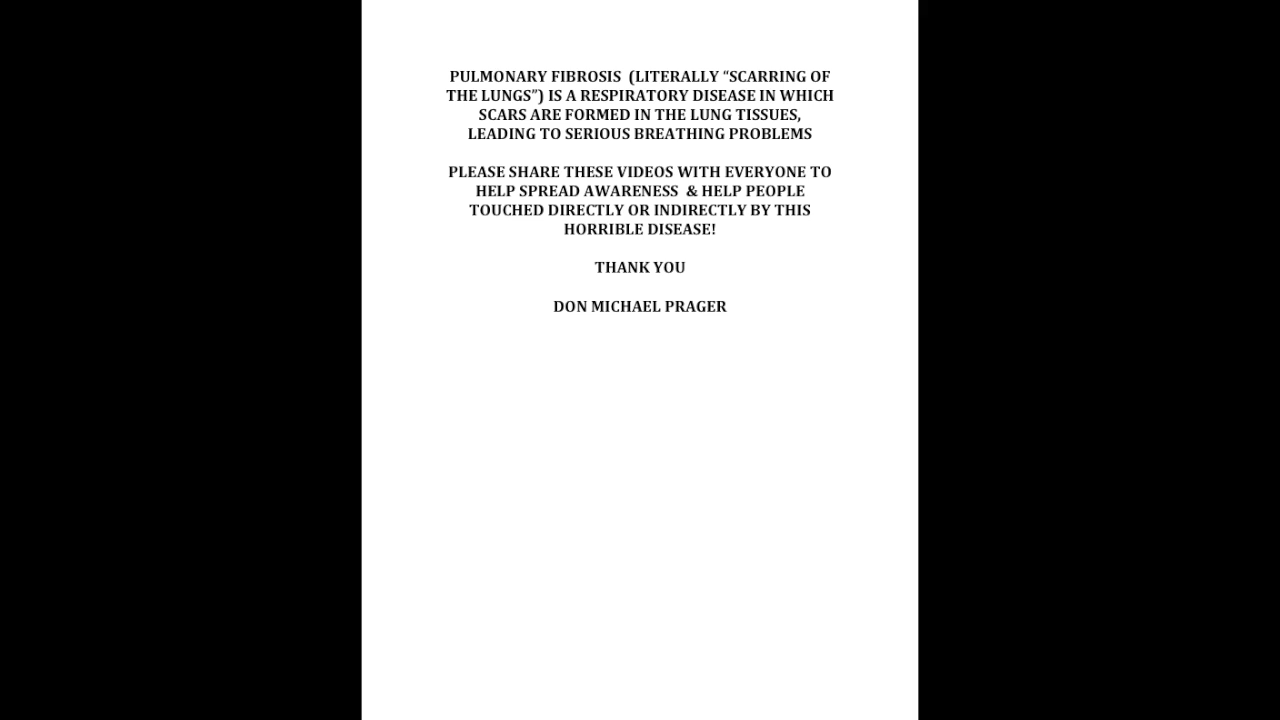 PULMONARY FIBROSIS  (LITERALLY “SCARRING OF
THE LUNGS”) IS A RESPIRATORY DISEASE IN WHICH
SCARS ARE FORMED IN THE LUNG TISSUES,
LEADING TO SERIOUS BREATHING PROBLEMS
PLEASE SHARE THESE VIDEOS WITH EVERYONE TO
HELP SPREAD AWARENESS  & HELP PEOPLE
TOUCHED DIRECTLY OR INDIRECTLY BY THIS
HORRIBLE DISEASE!
THANK YOU
DON MICHAEL PRAGER